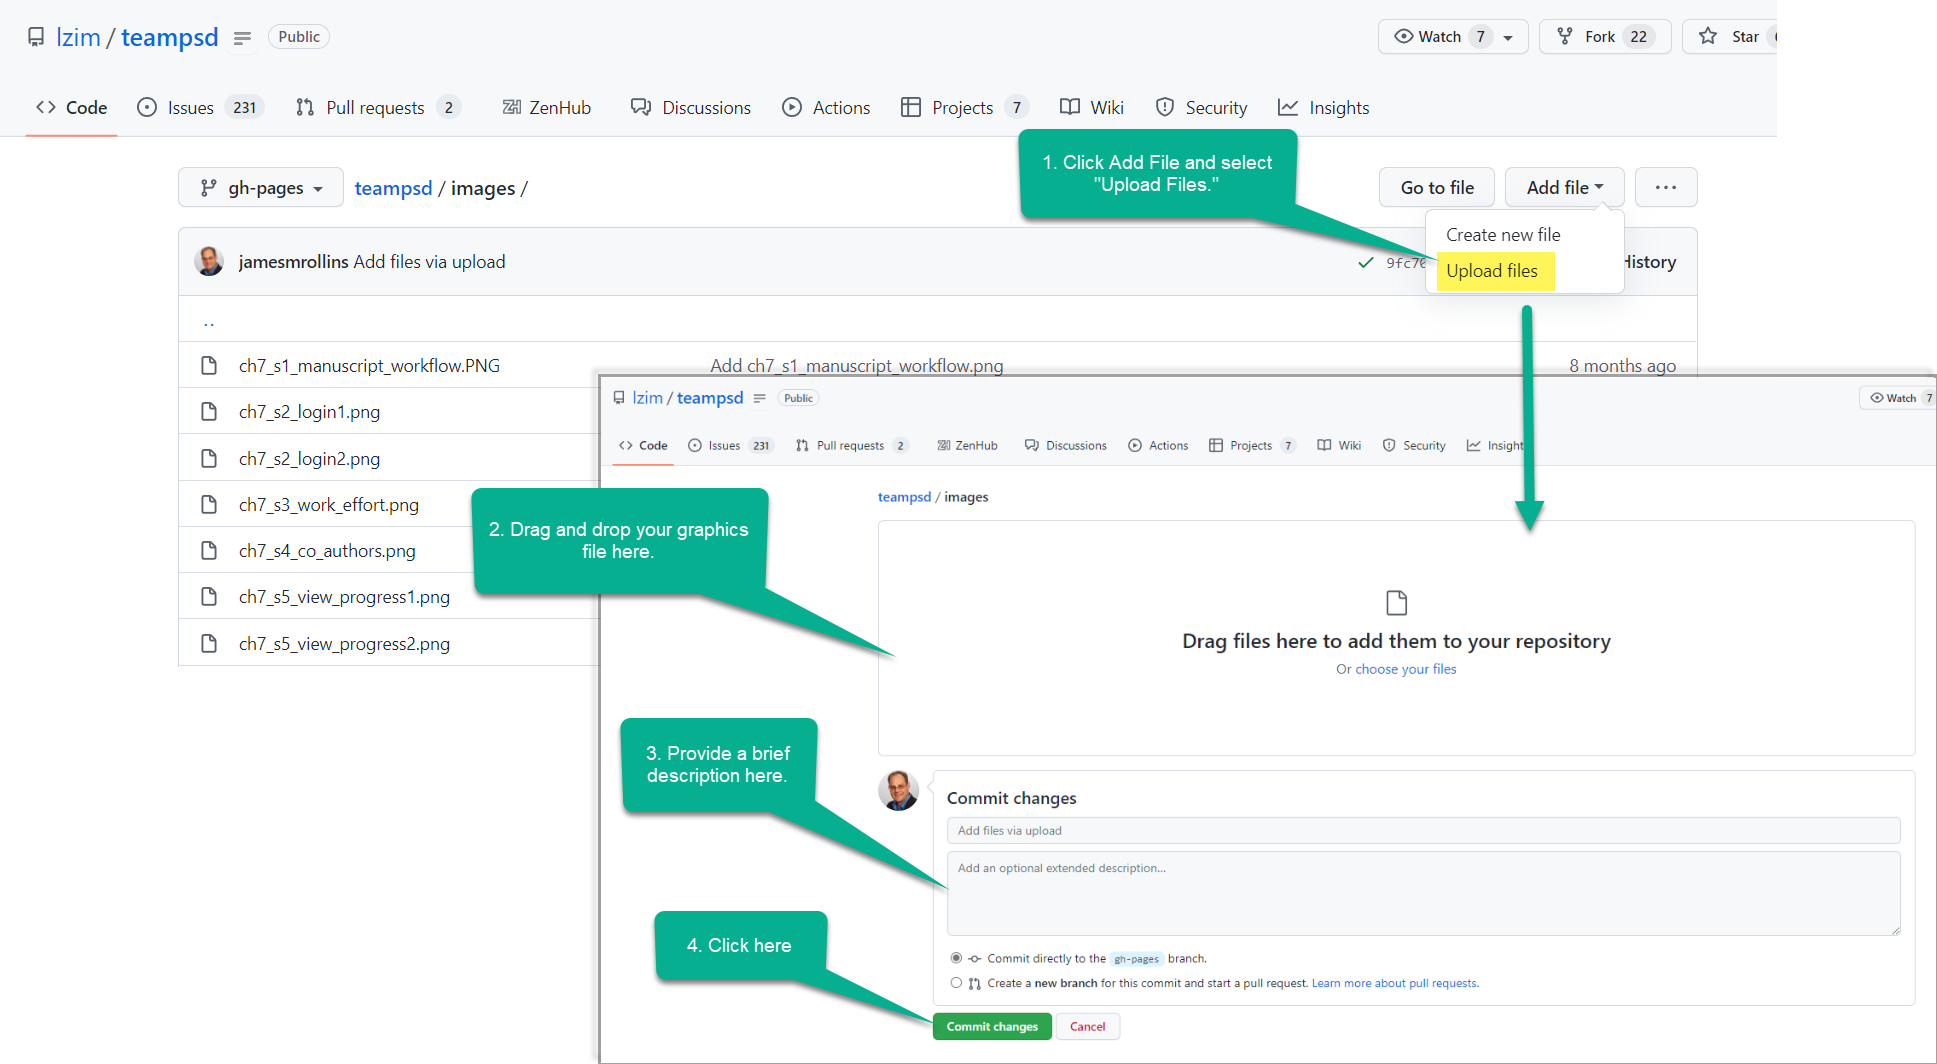 lzim / teampsd Public
Watch 7 Fork 22 Star
Code Issues 231 Pull requests 2 ZenHub Discussions Actions Projects 7 Wiki Security Insights
1. Click Add File and select
"Upload Files."
gh-pages teampsd / images /
Go to file Add file ...
Create new file
Upload files
jamesmrollins Add files via upload
9fc70 History
..
ch7_s1_manuscript_workflow.PNG Add ch7_s1_manuscript_workflow.png 8 months ago
ch7_s2_login1.png
ch7_s2_login2.png
ch7_s3_work_effort.png
ch7_s4_co_authors.png
ch7_s5_view_progress1.png
ch7_s5_view_progress2.png
lzim / teampsd Public
Watch 7
Code Issues 231 Pull requests 2 ZenHub Discussions Actions Projects 7 Wiki Security Insight
teampsd / images
2. Drag and drop your graphics
file here.
Drag files here to add them to your repository
Or choose your files
3. Provide a brief
description here.
Commit changes
Add files via upload
Add an optional extended description...
4. Click here
Commit directly to the gh-pages branch.
Create a new branch for this commit and start a pull request. Learn more about pull requests.
Commit changes Cancel